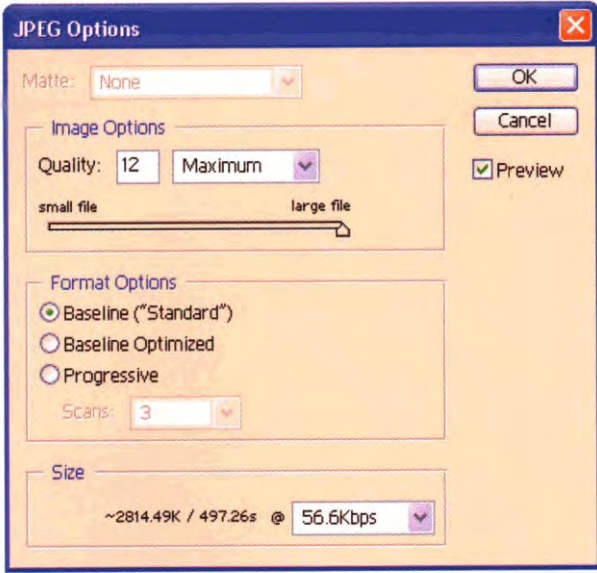 JPEG Options
Matte: None
OK
Cancel
Preview
Image Options
Quality: 12 Maximum
small file large file
Format Options
Baseline ("Standard")
Baseline Optimized
Progressive
Scans: 3
Size
~2814.49K / 497.26s @ 56.6Kbps